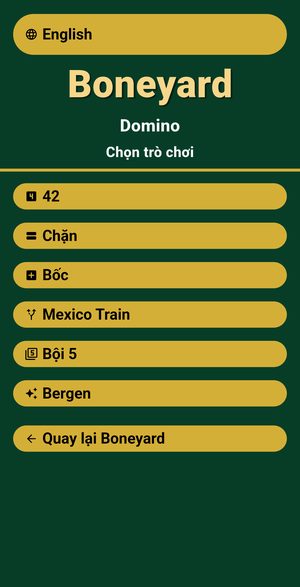 English
Boneyard
Domino
Chọn trò chơi
42
Chặn
Bốc
Mexico Train
Bội 5
Bergen
Quay lại Boneyard